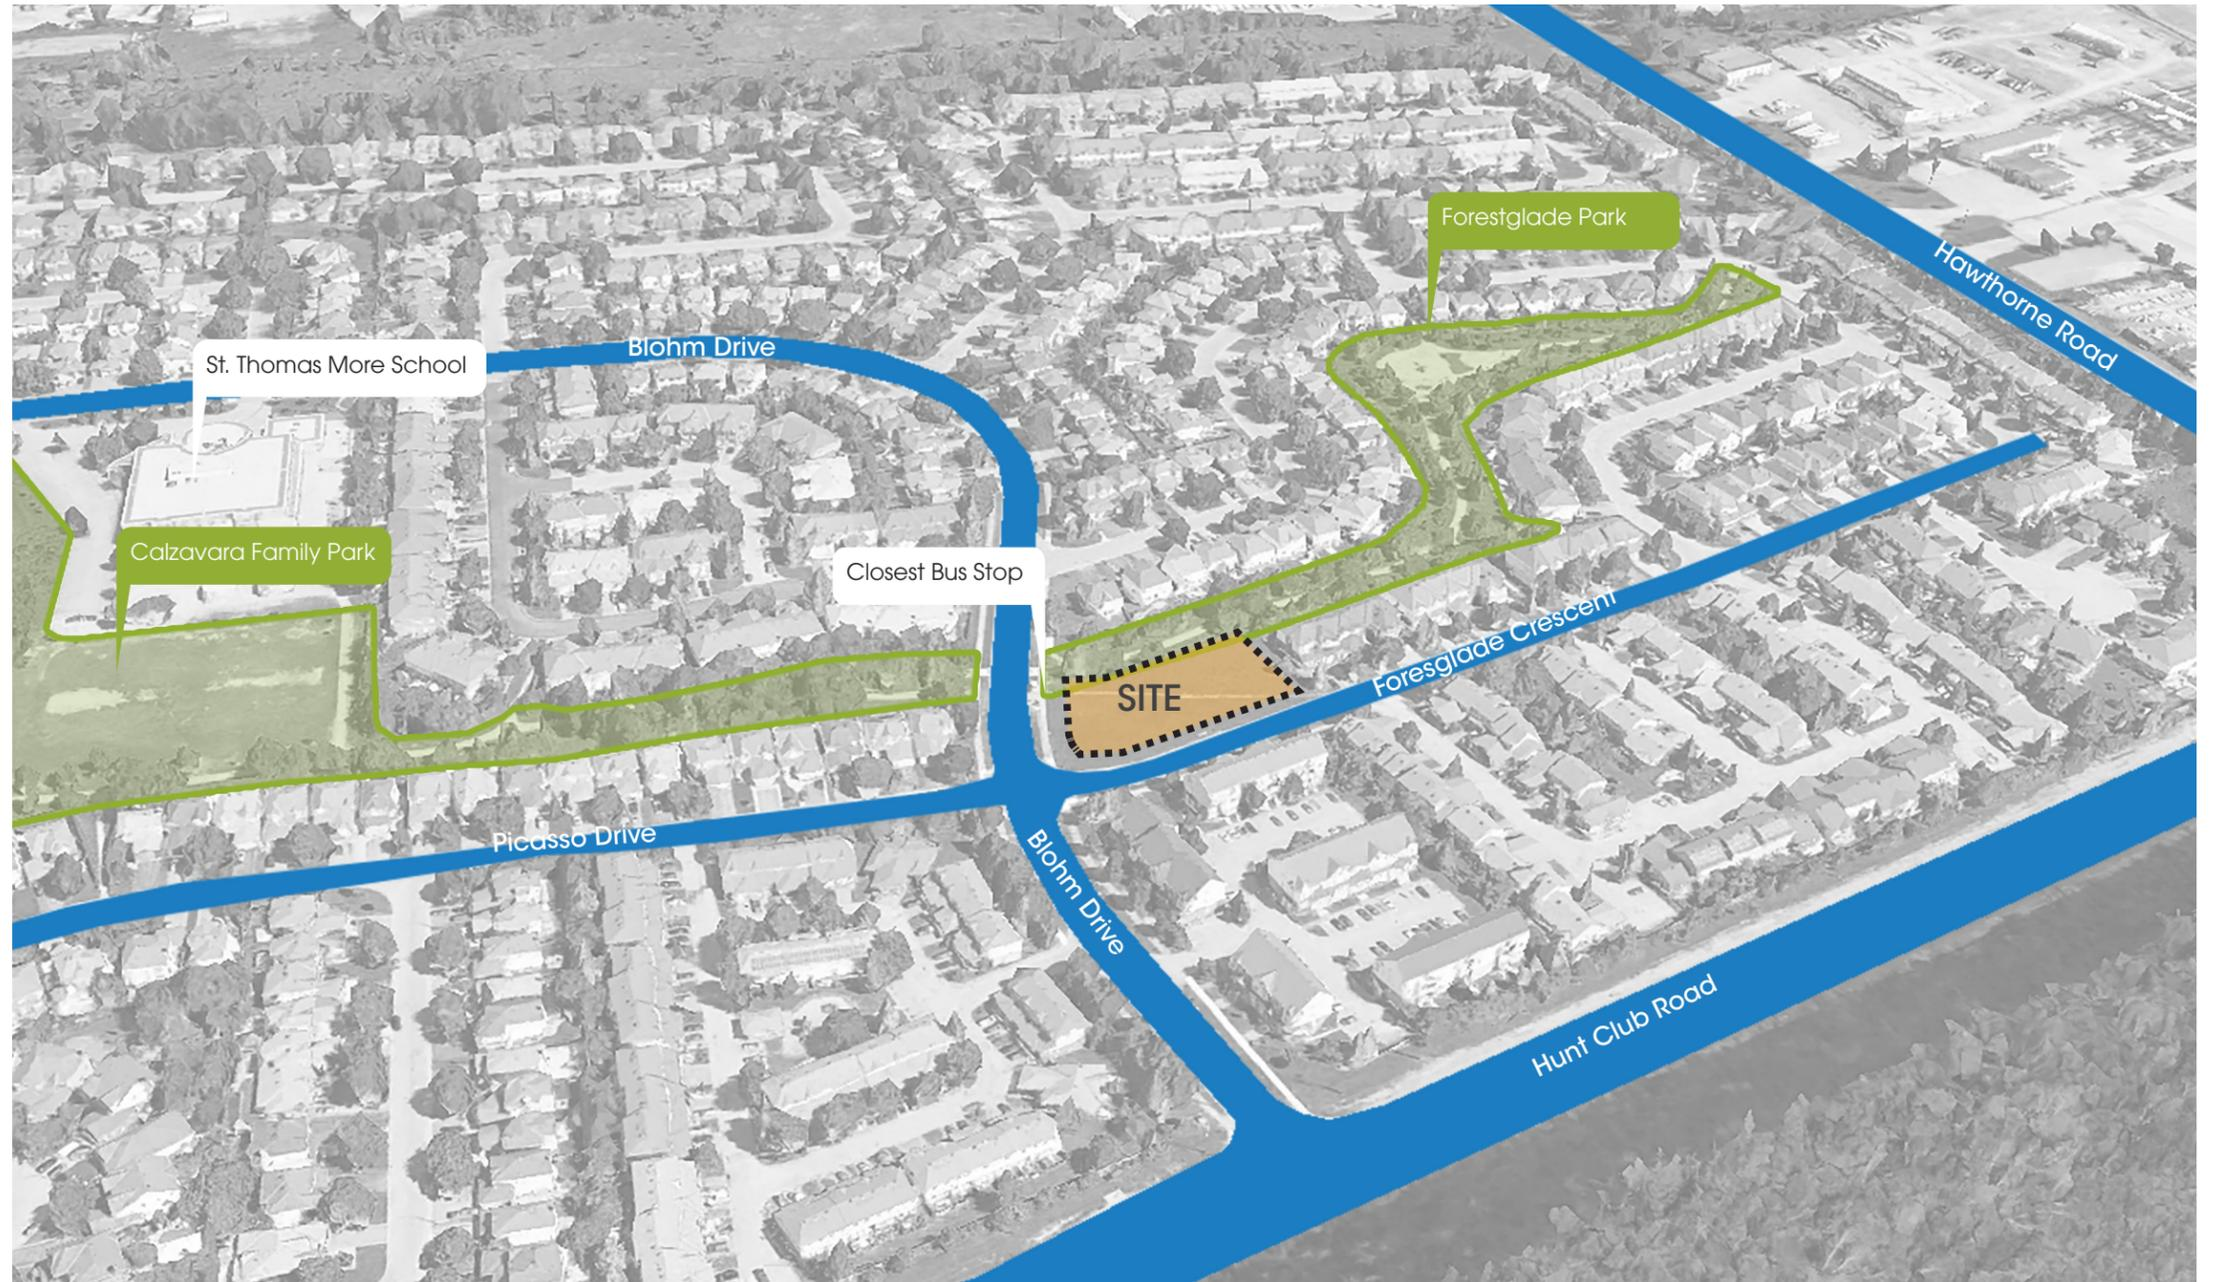 Forestglade Park
Hawthorne Road
Blohm Drive
St. Thomas More School
Calzavara Family Park
Closest Bus Stop
Foresglade Crescent
SITE
Picasso Drive
Blohm Drive
Hunt Club Road